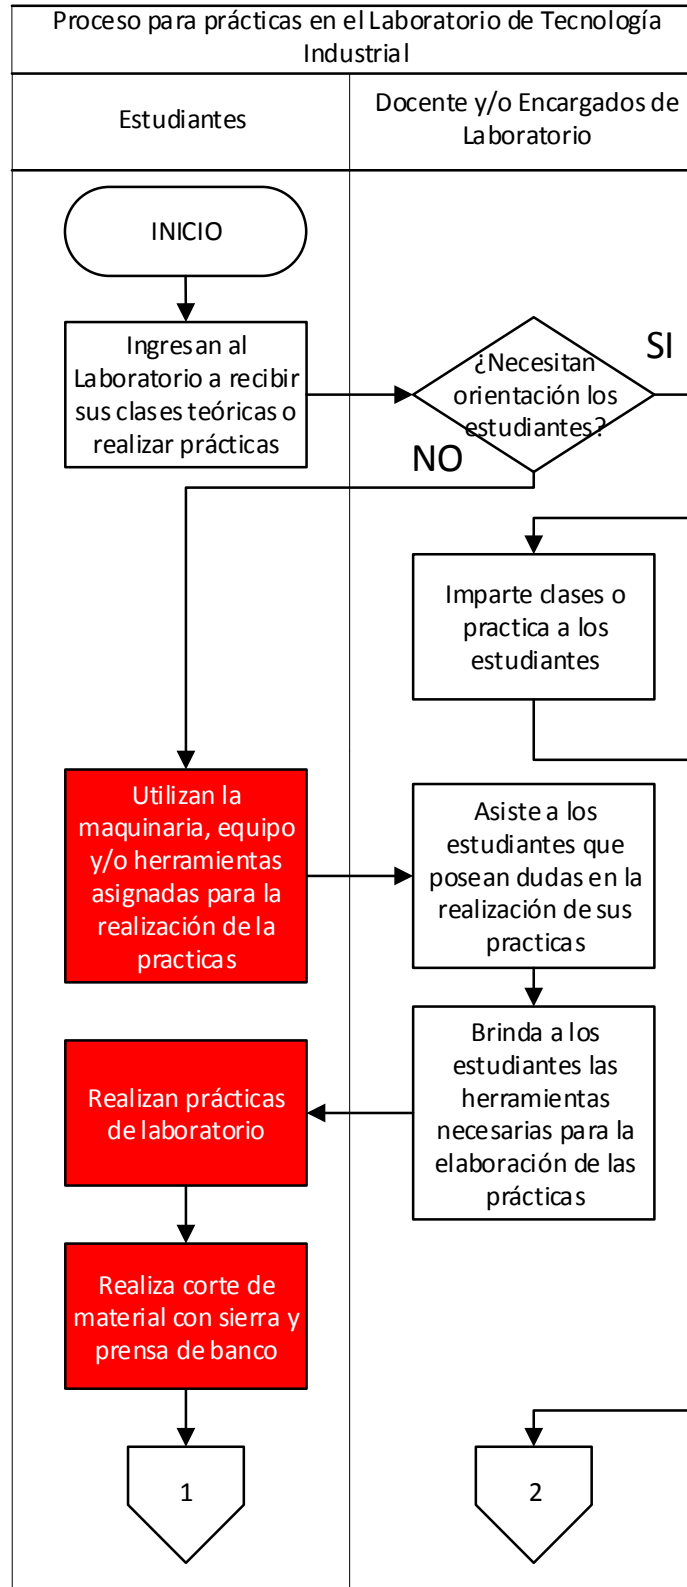 Proceso para prácticas en el Laboratorio de Tecnología
Industrial
Estudiantes
Docente y/o Encargados de
Laboratorio
INICIO
Ingresan al
Laboratorio a recibir
sus clases teóricas o
realizar prácticas
¿Necesitan
orientación los
estudiantes?
SI
NO
Imparte clases o
practica a los
estudiantes
Utilizan la
maquinaria, equipo
y/o herramientas
asignadas para la
realización de la
practicas
Asiste a los
estudiantes que
posean dudas en la
realización de sus
practicas
Brinda a los
estudiantes las
herramientas
necesarias para la
elaboración de las
prácticas
Realizan prácticas
de laboratorio
Realiza corte de
material con sierra y
prensa de banco
1
2